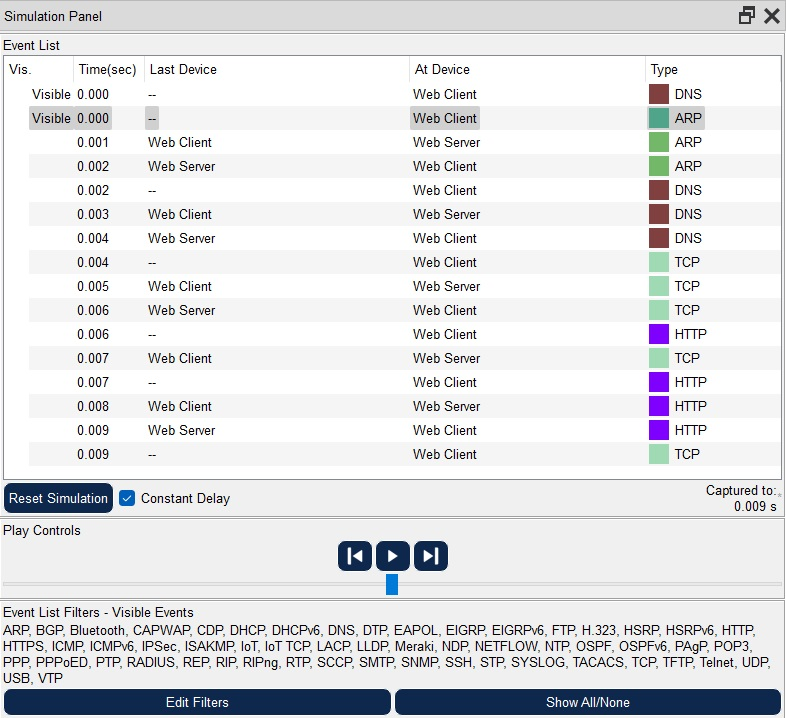 Simulation Panel
Event List
Vis. Time(sec) Last Device At Device Type
Visible 0.000 -- Web Client DNS
Visible 0.000 -- Web Client ARP
0.001 Web Client Web Server ARP
0.002 Web Server Web Client ARP
0.002 -- Web Client DNS
0.003 Web Client Web Server DNS
0.004 Web Server Web Client DNS
0.004 -- Web Client TCP
0.005 Web Client Web Server TCP
0.006 Web Server Web Client TCP
0.006 -- Web Client HTTP
0.007 Web Client Web Server TCP
0.007 -- Web Client HTTP
0.008 Web Client Web Server HTTP
0.009 Web Server Web Client HTTP
0.009 -- Web Client TCP
Reset Simulation Constant Delay Captured to:
0.009 s
Play Controls
Event List Filters - Visible Events
ARP, BGP, Bluetooth, CAPWAP, CDP, DHCP, DHCPv6, DNS, DTP, EAPOL, EIGRP, EIGRPv6, FTP, H.323, HSRP, HSRPv6, HTTP,
HTTPS, ICMP, ICMPv6, IPSec, ISAKMP, IoT, IoT TCP, LACP, LLDP, Meraki, NDP, NETFLOW, NTP, OSPF, OSPFv6, PAgP, POP3,
PPP, PPPoED, PTP, RADIUS, REP, RIP, RIPng, RTP, SCCP, SMTP, SNMP, SSH, STP, SYSLOG, TACACS, TCP, TFTP, Telnet, UDP,
USB, VTP
Edit Filters Show All/None